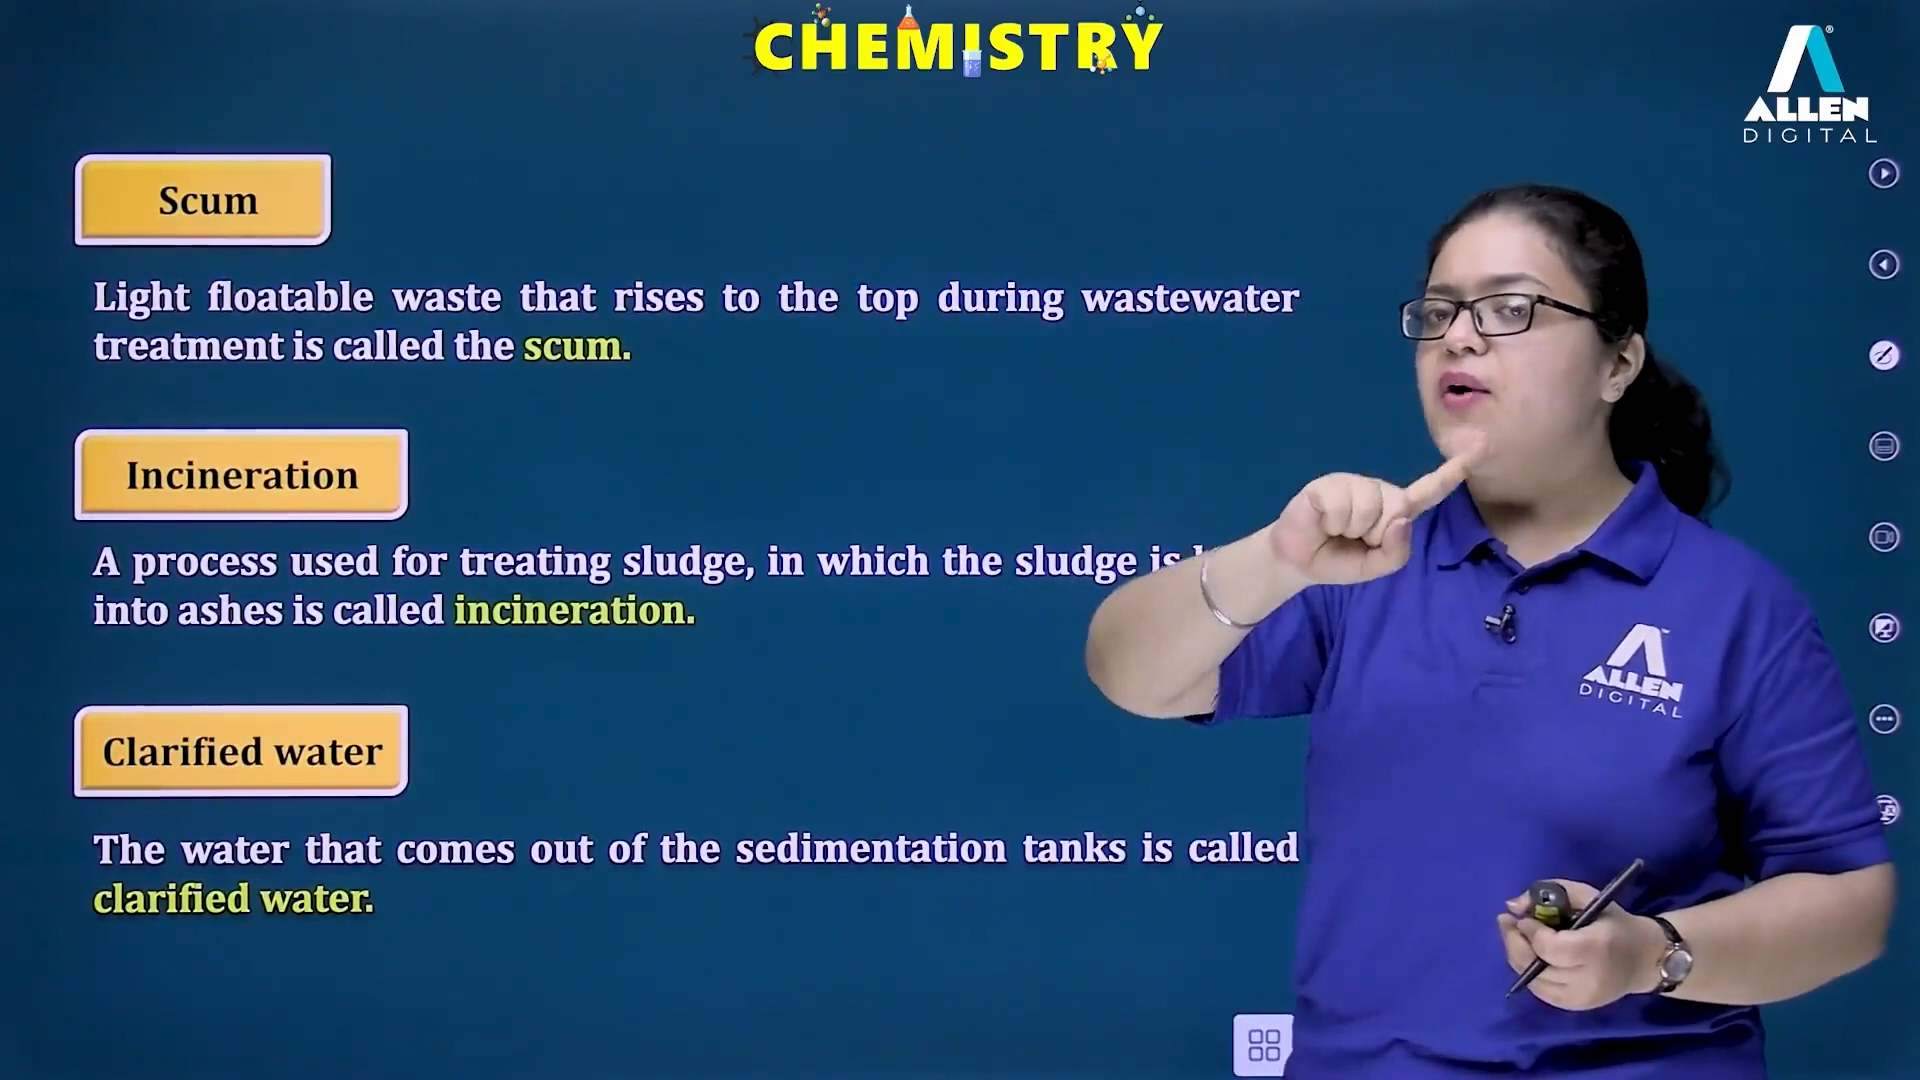 CHEMISTRY
ALLEN
DIGITAL
Scum
Light floatable waste that rises to the top during wastewater
treatment is called the scum.
Incineration
A process used for treating sludge, in which the sludge is
into ashes is called incineration.
ALLEN
DIGITAL
Clarified water
The water that comes out of the sedimentation tanks is called
clarified water.